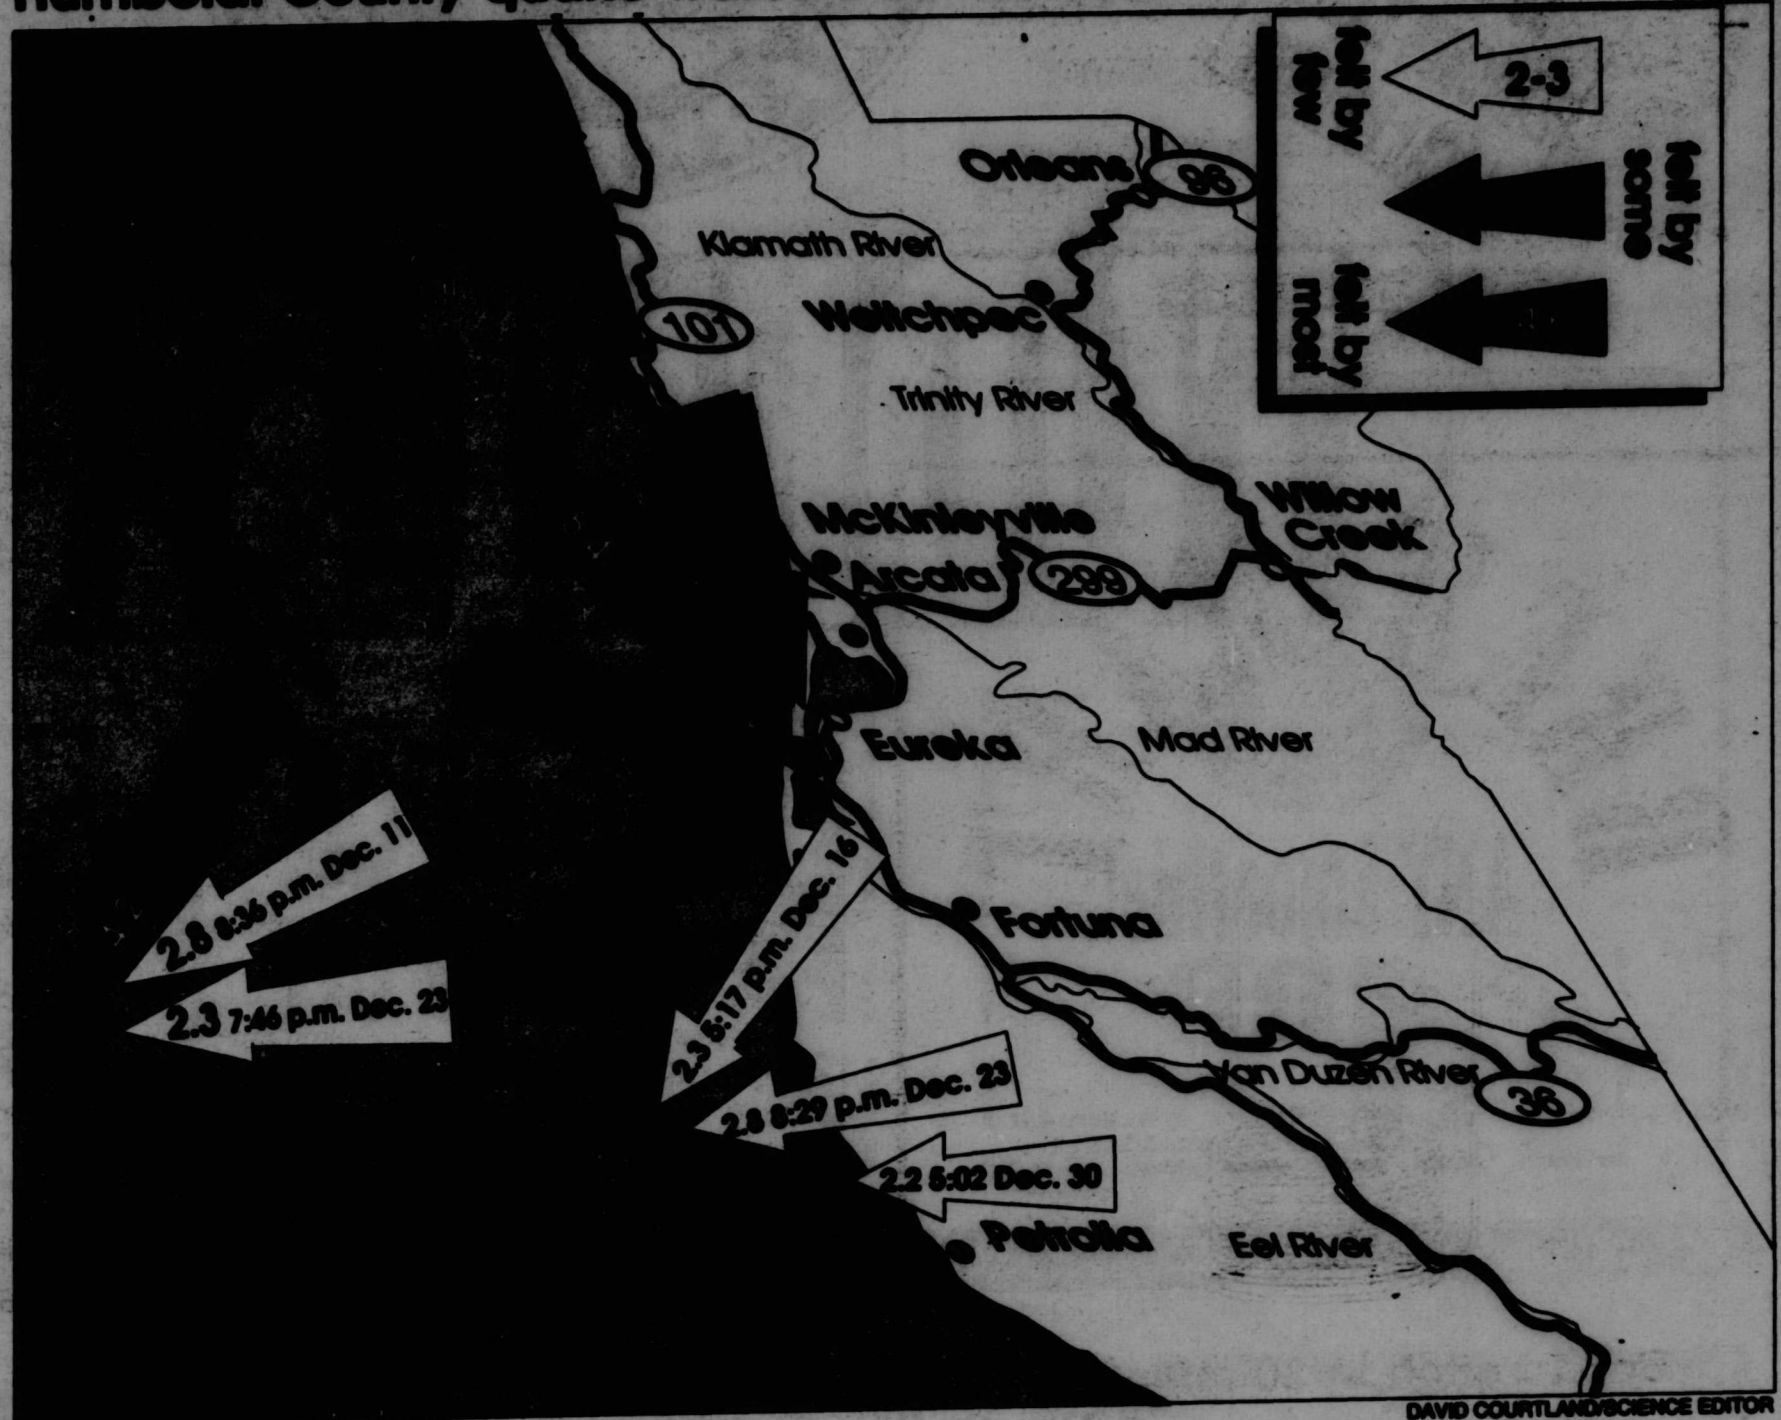 Humboldt County quake
2-3
felt by
few
felt by
some
felt by
most
Orleans
96
Klamath River
101
Weitchpec
Trinity River
Willow
Creek
McKinleyville
Arcata
299
Eureka
Mad River
2.8 8:36 p.m. Dec. 11
2.3 5:17 p.m. Dec. 16
Fortuna
2.3 7:46 p.m. Dec. 23
2.8 8:29 p.m. Dec. 23
Van Duzen River
36
2.2 5:02 Dec. 30
Petrolia
Eel River
DAVID COURTLAND/SCIENCE EDITOR